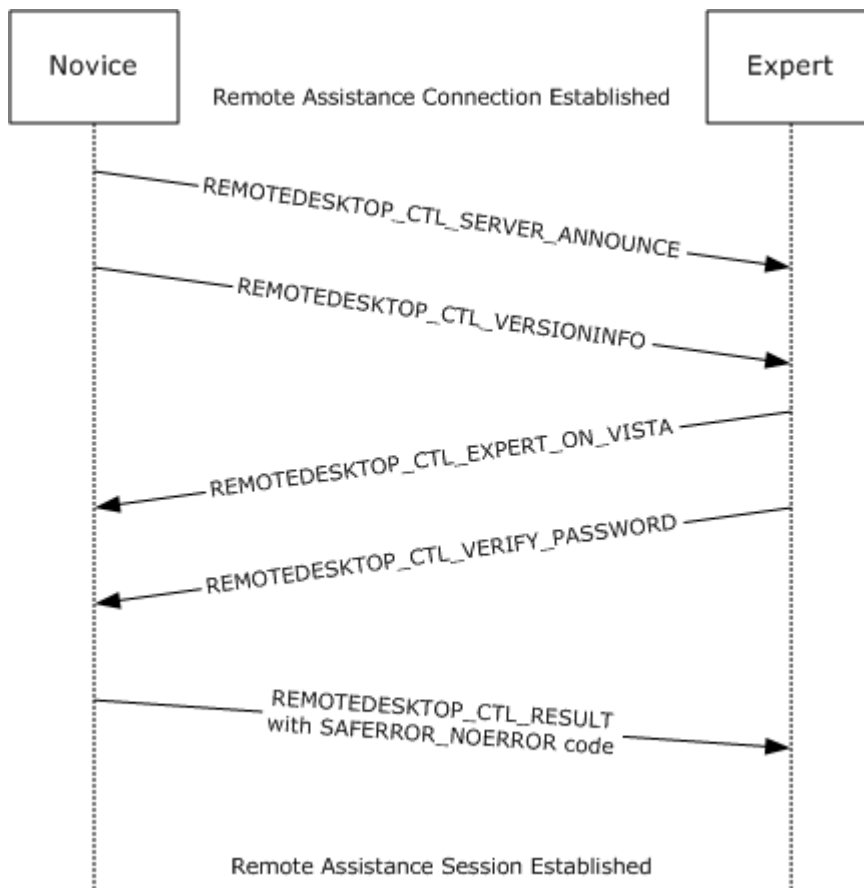 Novice
Expert
Remote Assistance Connection Established
REMOTEDESKTOP_CTL_SERVER_ANNOUNCE
REMOTEDESKTOP_CTL_VERSIONINFO
REMOTEDESKTOP_CTL_EXPERT_ON_VISTA
REMOTEDESKTOP_CTL_VERIFY_PASSWORD
REMOTEDESKTOP_CTL_RESULT
with SAFERROR_NOERROR code
Remote Assistance Session Established